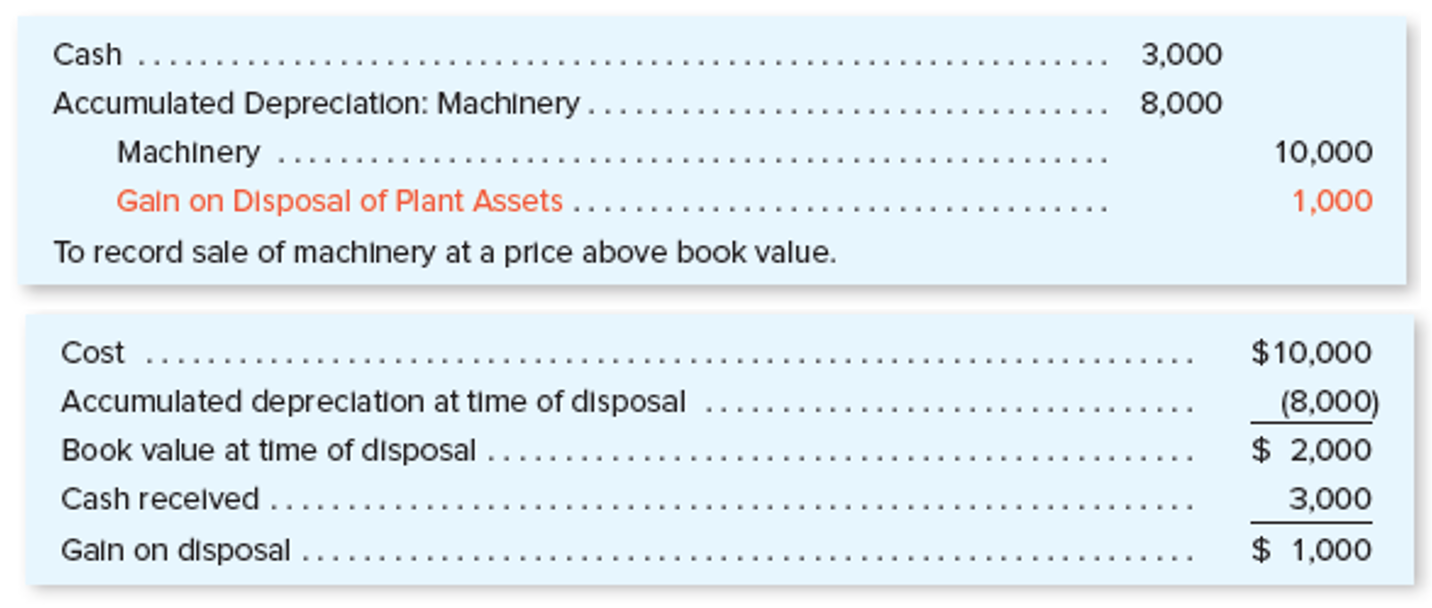 Cash ................................................................ 3,000
Accumulated Depreciation: Machinery ................................ 8,000
Machinery ................................................................ 10,000
Gain on Disposal of Plant Assets ................................ 1,000
To record sale of machinery at a price above book value.
Cost ................................................................ $10,000
Accumulated depreciation at time of disposal ................................ (8,000)
Book value at time of disposal ................................ $ 2,000
Cash received ................................................................ 3,000
Gain on disposal ................................................................ $ 1,000